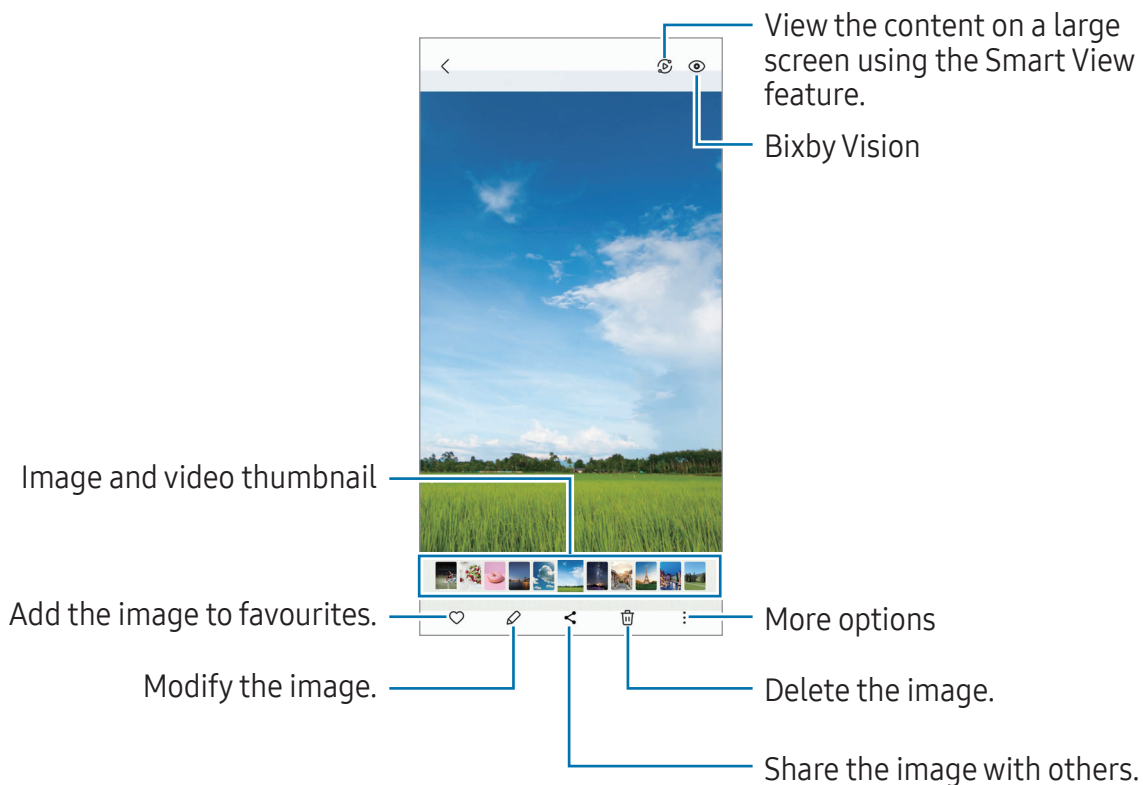 View the content on a large
screen using the Smart View
feature.
Bixby Vision
Image and video thumbnail
Add the image to favourites.
More options
Modify the image.
Delete the image.
Share the image with others.